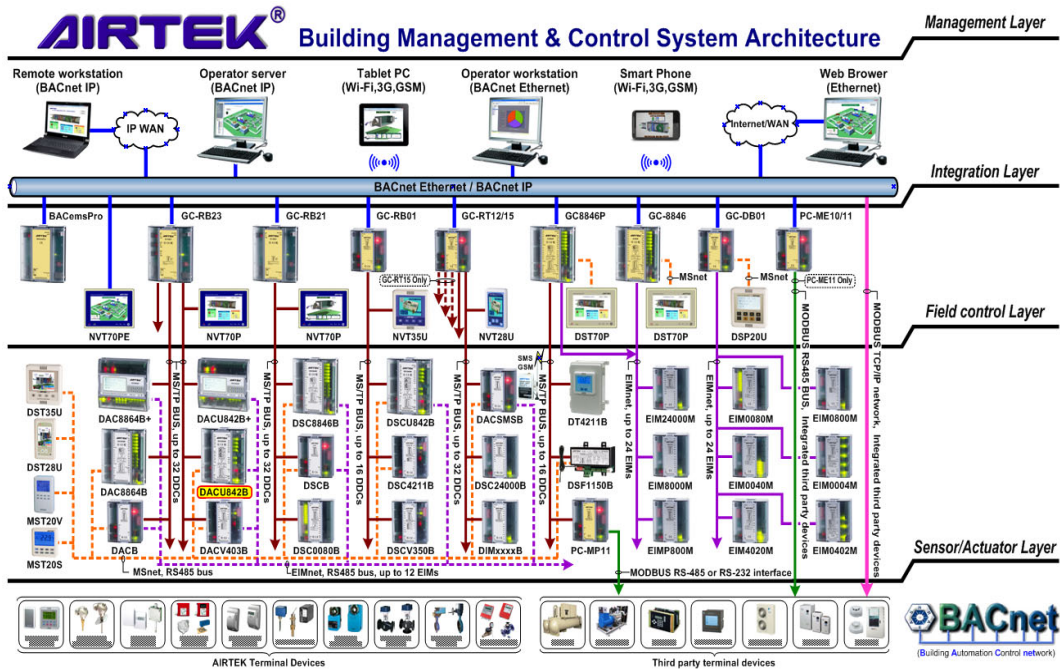 AIRTEK®
Building Management & Control System Architecture
Management Layer
Remote workstation
(BACnet IP)
Operator server
(BACnet IP)
Tablet PC
(Wi-Fi,3G,GSM)
Operator workstation
(BACnet Ethernet)
Smart Phone
(Wi-Fi,3G,GSM)
Web Brower
(Ethernet)
IP WAN
Internet/WAN
Integration Layer
BACnet Ethernet / BACnet IP
BACemsPro
GC-RB23
GC-RB21
GC-RB01
GC-RT12/15
GC8846P
GC-8846
GC-DB01
PC-ME10/11
GC-RT15 Only
MSnet
MSnet
PC-ME11 Only
Field control Layer
NVT70PE
NVT70P
NVT70P
NVT35U
NVT28U
DST70P
DST70P
DSP20U
MS/TP BUS, up to 32 DDCs
MS/TP BUS, up to 32 DDCs
MS/TP BUS, up to 16 DDCs
MS/TP BUS, up to 32 DDCs
MS/TP BUS, up to 16 DDCs
EIMnet, up to 24 EIMs
EIMnet, up to 24 EIMs
MODBUS RS485 BUS, Integrated third party devices
MODBUS TCP/IP network, Integrated third party devices
SMS
GSM
DST35U
DAC8864B+
DACU842B+
DSC8846B
DSCU842B
DACSMSB
DT4211B
EIM24000M
EIM0080M
EIM0800M
DST28U
DAC8864B
DACU842B
DSCB
DSC4211B
DSC24000B
DSF1150B
EIM8000M
EIM0040M
EIM0004M
MST20V
MST20S
DACB
DACV403B
DSC0080B
DSCV350B
DIMxxxxB
PC-MP11
EIMP800M
EIM4020M
EIM0402M
MSnet, RS485 bus
EIMnet, RS485 bus, up to 12 EIMs
MODBUS RS-485 or RS-232 interface
Sensor/Actuator Layer
AIRTEK Terminal Devices
Third party terminal devices
BACnet
(Building Automation Control network)